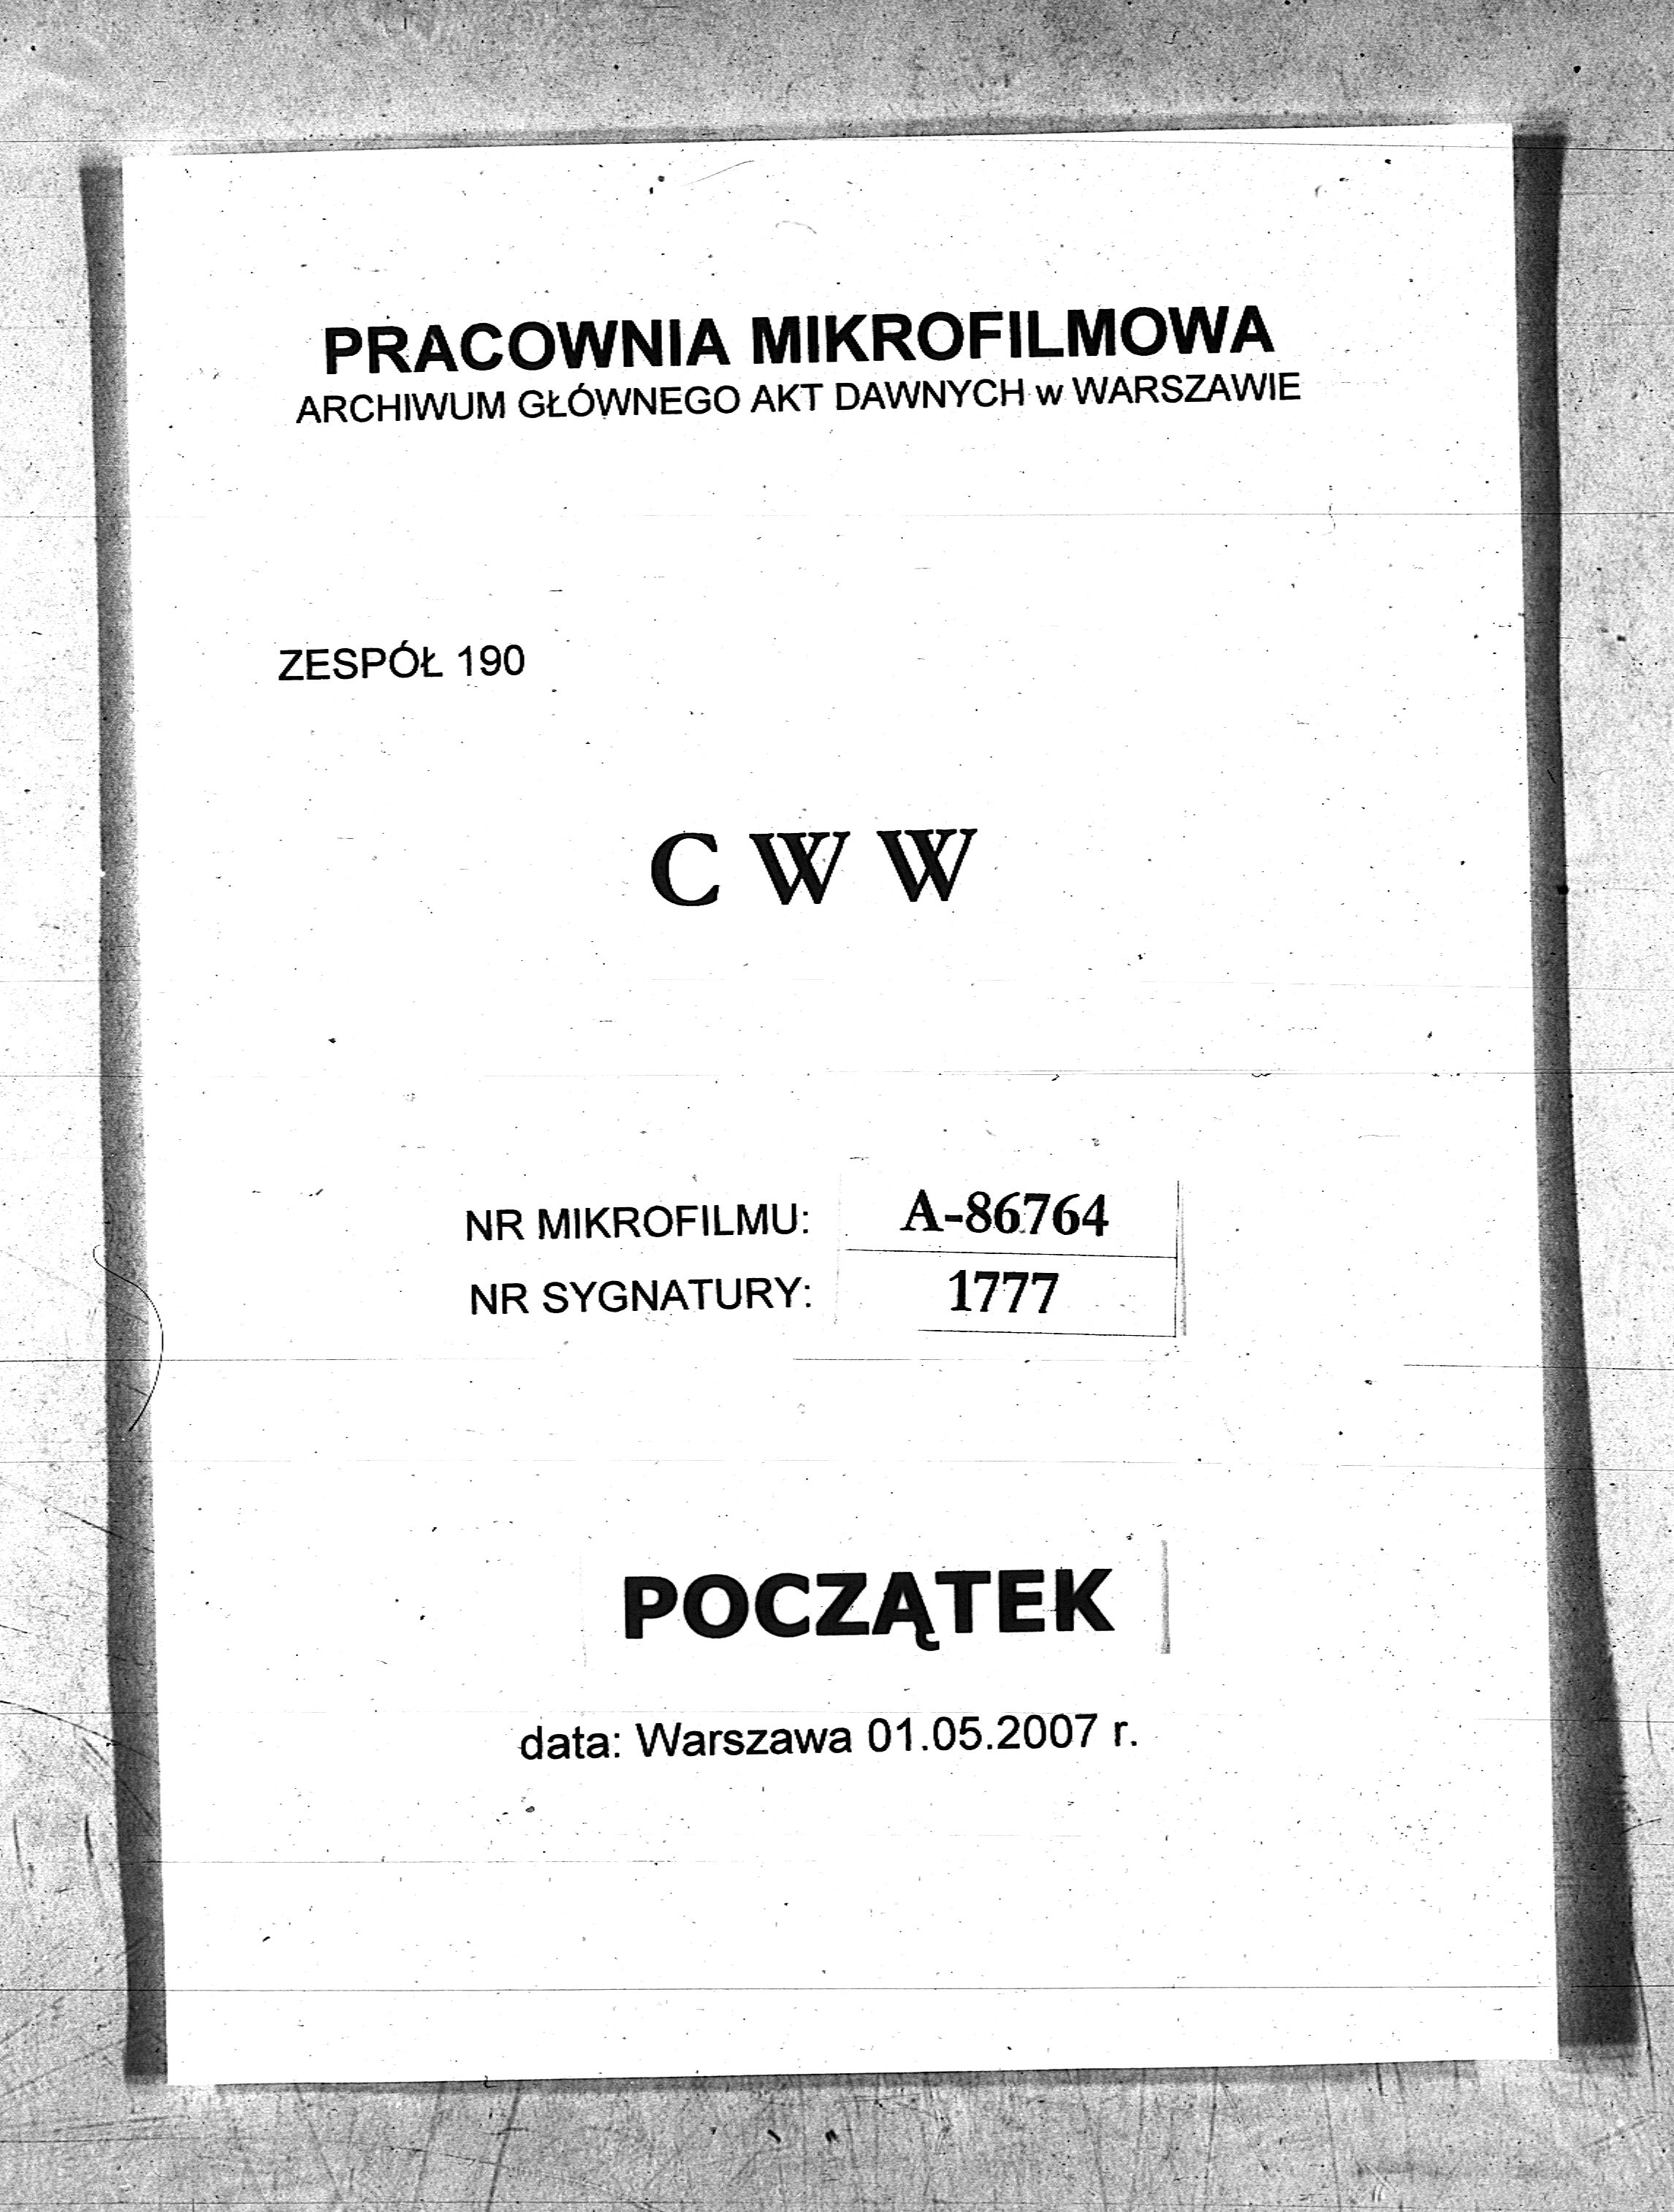 PRACOWNIA MIKROFILMOWA
ARCHIWUM GŁÓWNEGO AKT DAWNYCH w WARSZAWIE
ZESPÓŁ 190
C W W
NR MIKROFILMU: A-86764
NR SYGNATURY: 1777
POCZĄTEK
data: Warszawa 01.05.2007 r.